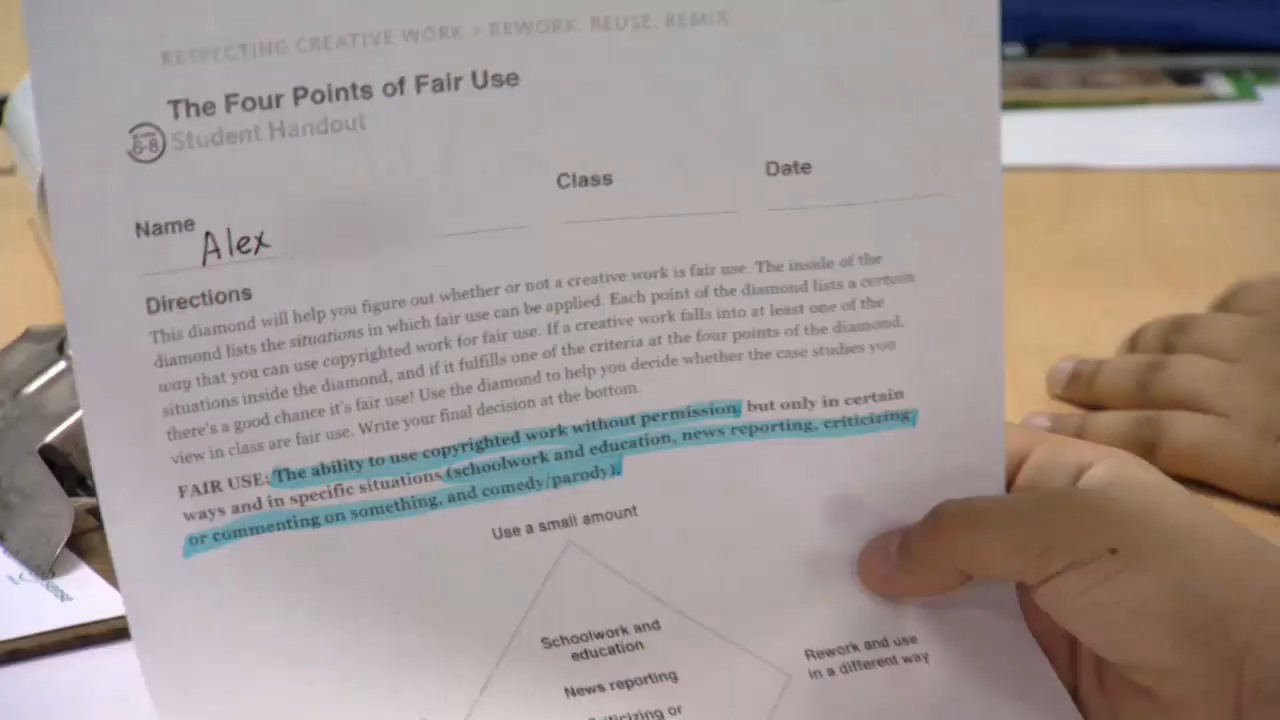 RESPECTING CREATIVE WORK > REWORK, REUSE, REMIX
The Four Points of Fair Use
6-8 Student Handout
Name Alex
Class
Date
Directions
This diamond will help you figure out whether or not a creative work is fair use. The inside of the
diamond lists the situations in which fair use can be applied. Each point of the diamond lists a certain
way that you can use copyrighted work for fair use. If a creative work falls into at least one of the
situations inside the diamond, and if it fulfills one of the criteria at the four points of the diamond,
there's a good chance it's fair use! Use the diamond to help you decide whether the case studies you
view in class are fair use. Write your final decision at the bottom.
FAIR USE: The ability to use copyrighted work without permission, but only in certain
ways and in specific situations (schoolwork and education, news reporting, criticizing,
or commenting on something, and comedy/parody).
Use a small amount
Schoolwork and
education
News reporting
Criticizing or
Rework and use
in a different way